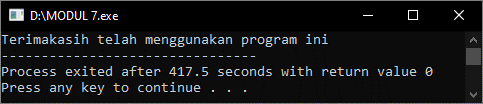 D:\MODUL 7.exe
Terimakasih telah menggunakan program ini
--------------------------------
Process exited after 417.5 seconds with return value 0
Press any key to continue . . .